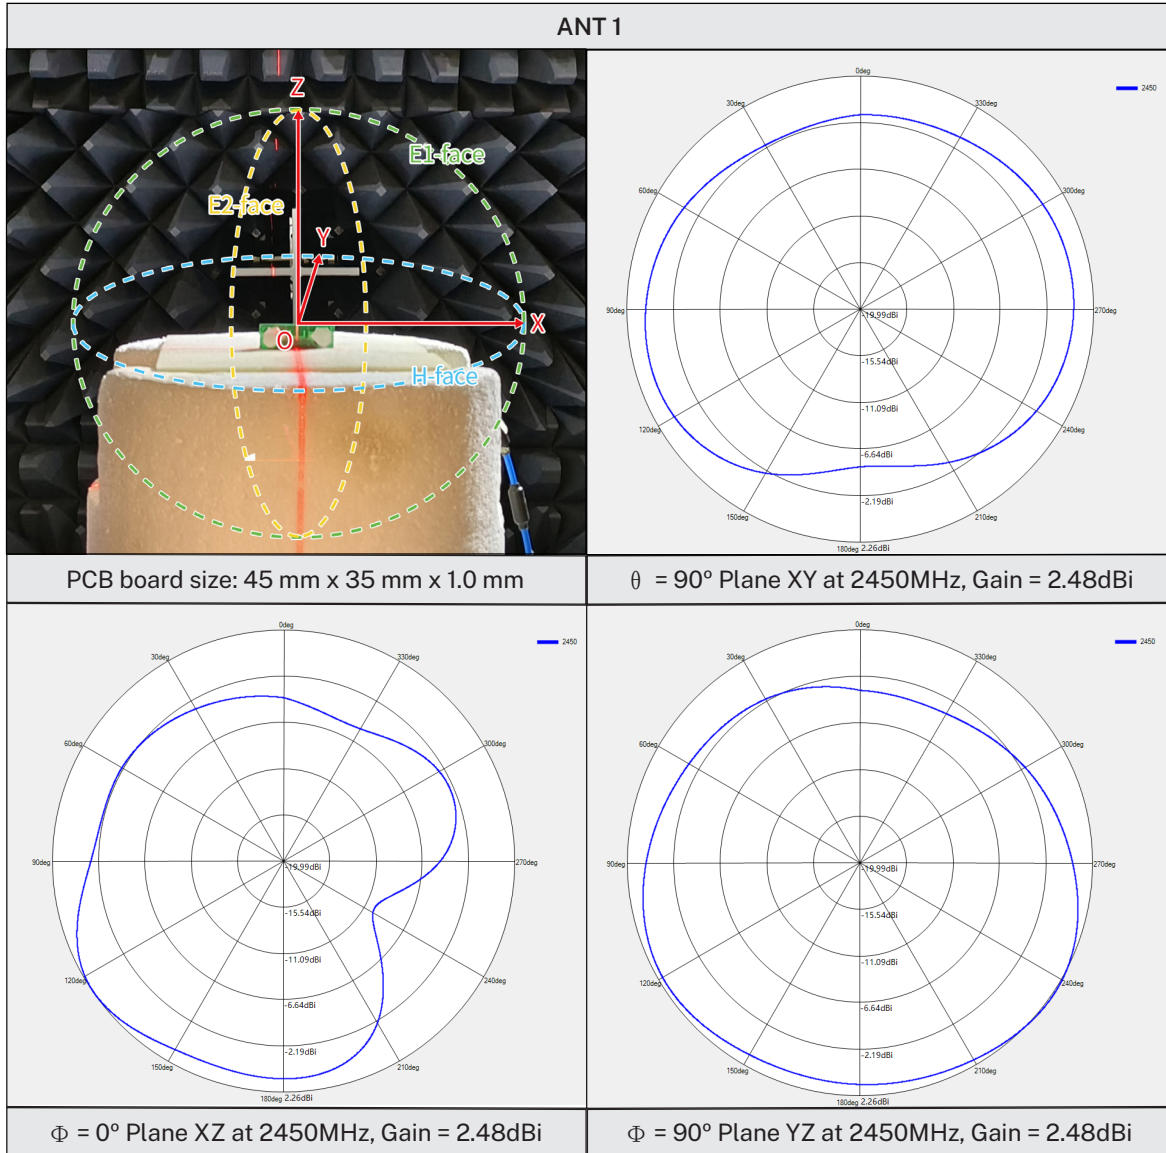 ANT 1
Z
E1-face
E2-face
Y
X
O
H-face
0deg
2450
30deg
330deg
60deg
300deg
90deg
-19.99dBi
270deg
-15.54dBi
-11.09dBi
120deg
240deg
-6.64dBi
-2.19dBi
150deg
210deg
180deg 2.26dBi
PCB board size: 45 mm x 35 mm x 1.0 mm
θ = 90° Plane XY at 2450MHz, Gain = 2.48dBi
0deg
2450
30deg
330deg
60deg
300deg
90deg
-19.99dBi
270deg
-15.54dBi
-11.09dBi
120deg
240deg
-6.64dBi
-2.19dBi
150deg
210deg
180deg 2.26dBi
0deg
2450
30deg
330deg
60deg
300deg
90deg
-19.99dBi
270deg
-15.54dBi
-11.09dBi
120deg
240deg
-6.64dBi
-2.19dBi
150deg
210deg
180deg 2.26dBi
Φ = 0° Plane XZ at 2450MHz, Gain = 2.48dBi
Φ = 90° Plane YZ at 2450MHz, Gain = 2.48dBi